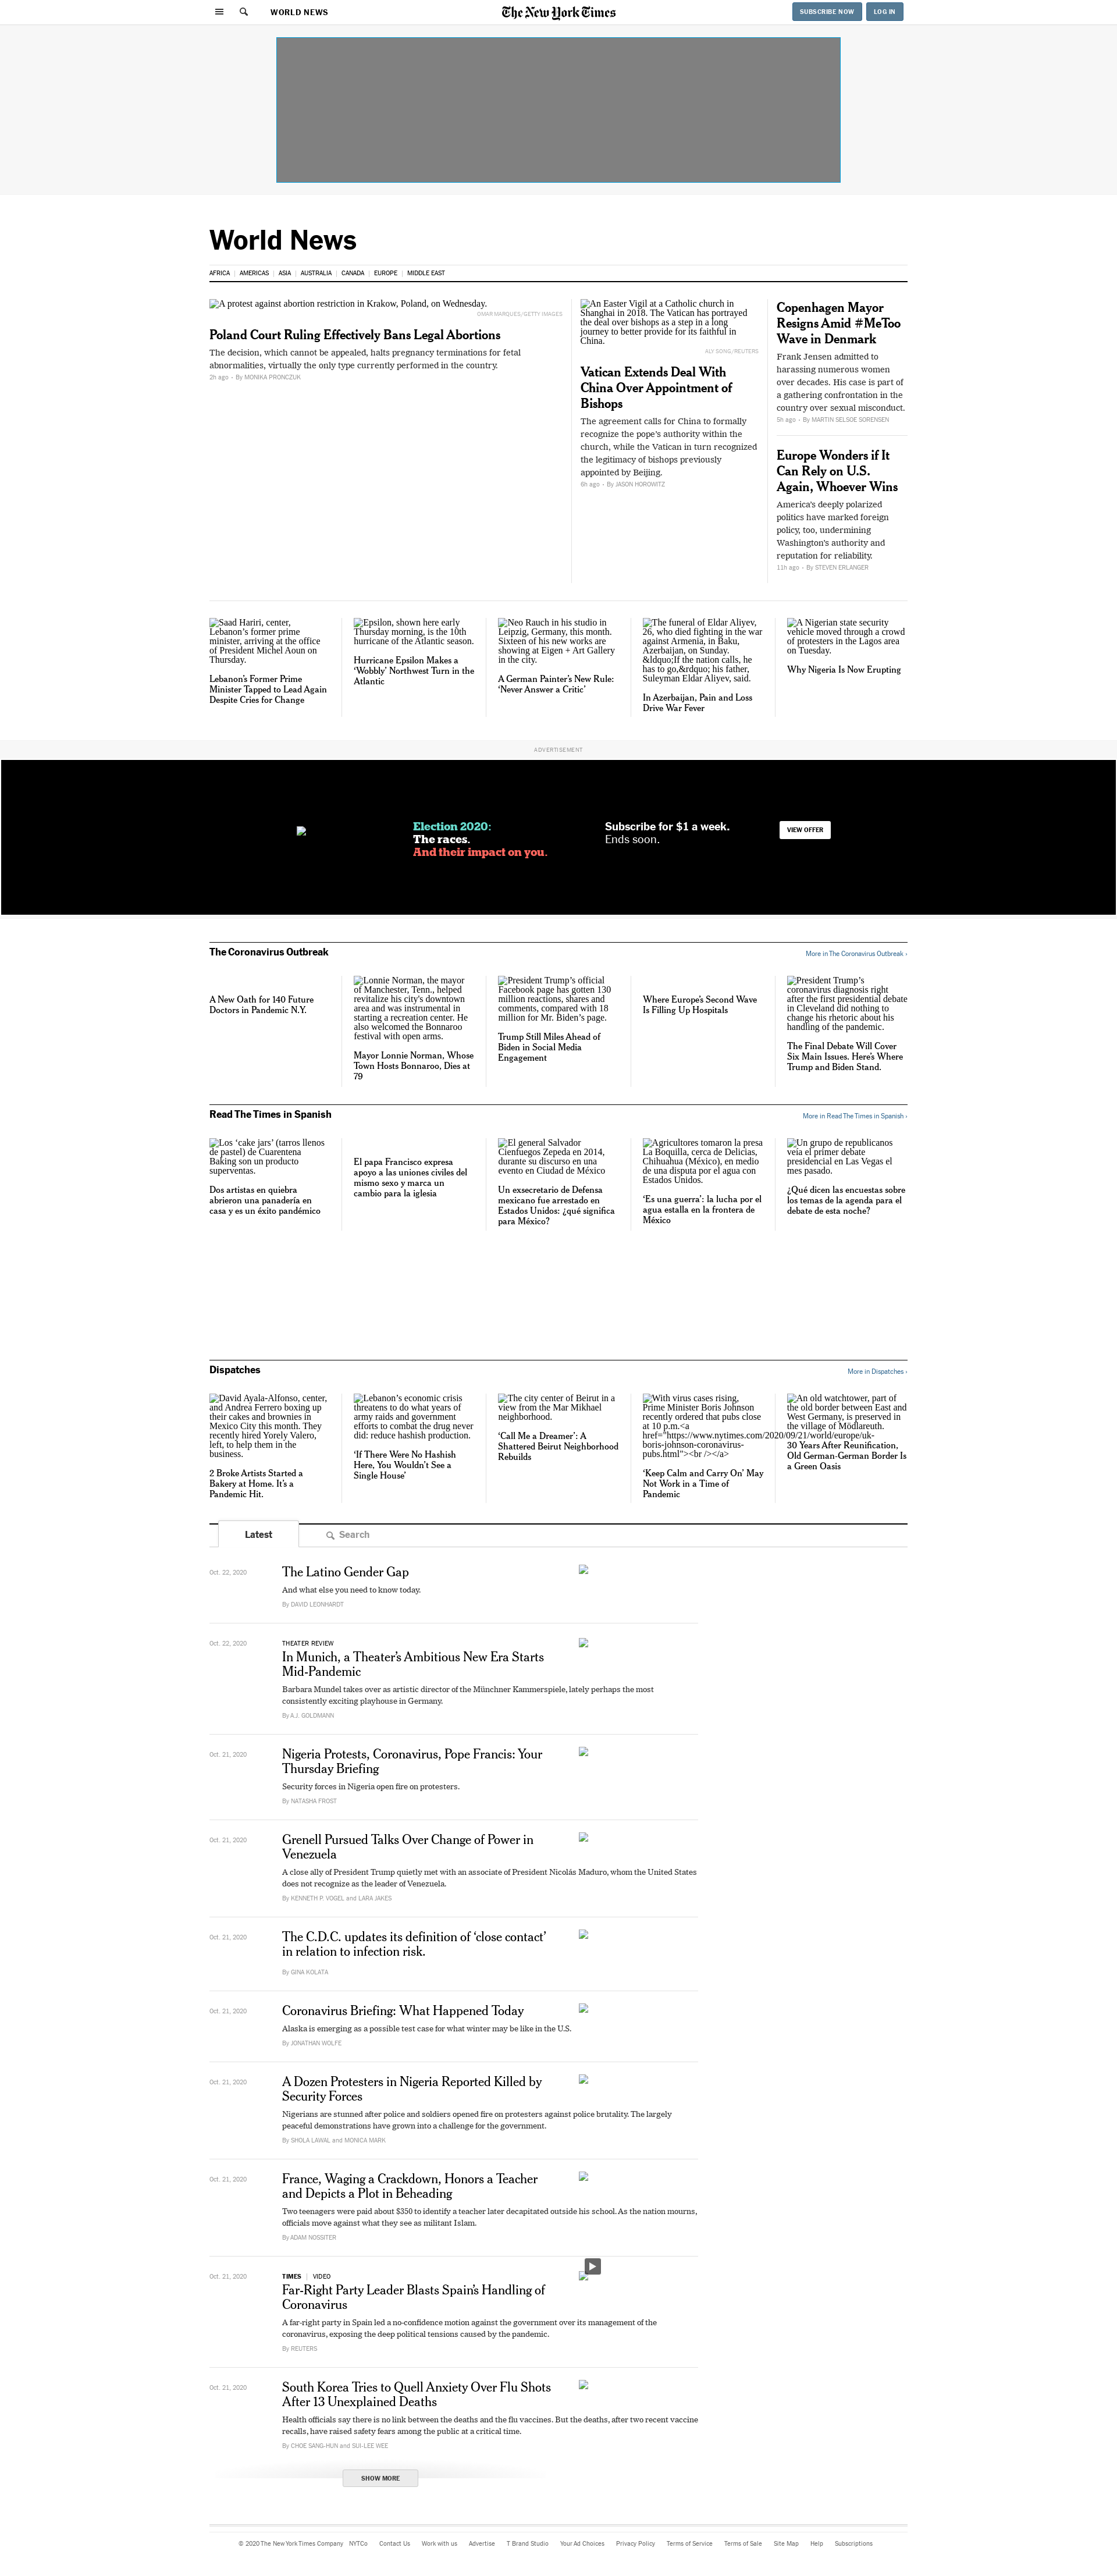 WORLD NEWS
The New York Times
SUBSCRIBE NOW
LOG IN
World News
AFRICA
AMERICAS
ASIA
AUSTRALIA
CANADA
EUROPE
MIDDLE EAST
A protest against abortion restriction in Krakow, Poland, on Wednesday.
OMAR MARQUES/GETTY IMAGES
Poland Court Ruling Effectively Bans Legal Abortions
The decision, which cannot be appealed, halts pregnancy terminations for fetal
abnormalities, virtually the only type currently performed in the country.
2h ago • By MONIKA PRONCZUK
An Easter Vigil at a Catholic church in
Shanghai in 2018. The Vatican has portrayed
the deal over bishops as a step in a long
journey to better provide for its faithful in
China.
ALY SONG/REUTERS
Vatican Extends Deal With
China Over Appointment of
Bishops
The agreement calls for China to formally
recognize the pope’s authority within the
church, while the Vatican in turn recognized
the legitimacy of bishops previously
appointed by Beijing.
6h ago • By JASON HOROWITZ
Copenhagen Mayor
Resigns Amid #MeToo
Wave in Denmark
Frank Jensen admitted to
harassing numerous women
over decades. His case is part of
a gathering confrontation in the
country over sexual misconduct.
5h ago • By MARTIN SELSOE SORENSEN
Europe Wonders if It
Can Rely on U.S.
Again, Whoever Wins
America’s deeply polarized
politics have marked foreign
policy, too, undermining
Washington’s authority and
reputation for reliability.
11h ago • By STEVEN ERLANGER
Saad Hariri, center,
Lebanon’s former prime
minister, arriving at the office
of President Michel Aoun on
Thursday.
Lebanon’s Former Prime
Minister Tapped to Lead Again
Despite Cries for Change
Epsilon, shown here early
Thursday morning, is the 10th
hurricane of the Atlantic season.
Hurricane Epsilon Makes a
‘Wobbly’ Northwest Turn in the
Atlantic
Neo Rauch in his studio in
Leipzig, Germany, this month.
Sixteen of his new works are
showing at Eigen + Art Gallery
in the city.
A German Painter’s New Rule:
‘Never Answer a Critic’
The funeral of Eldar Aliyev,
26, who died fighting in the war
against Armenia, in Baku,
Azerbaijan, on Sunday.
&ldquo;If the nation calls, he
has to go,&rdquo; his father,
Suleyman Eldar Aliyev, said.
In Azerbaijan, Pain and Loss
Drive War Fever
A Nigerian state security
vehicle moved through a crowd
of protesters in the Lagos area
on Tuesday.
Why Nigeria Is Now Erupting
ADVERTISEMENT
Election 2020:
The races.
And their impact on you.
Subscribe for $1 a week.
Ends soon.
VIEW OFFER
The Coronavirus Outbreak
More in The Coronavirus Outbreak ›
A New Oath for 140 Future
Doctors in Pandemic N.Y.
Lonnie Norman, the mayor
of Manchester, Tenn., helped
revitalize his city's downtown
area and was instrumental in
starting a recreation center. He
also welcomed the Bonnaroo
festival with open arms.
Mayor Lonnie Norman, Whose
Town Hosts Bonnaroo, Dies at
79
President Trump’s official
Facebook page has gotten 130
million reactions, shares and
comments, compared with 18
million for Mr. Biden’s page.
Trump Still Miles Ahead of
Biden in Social Media
Engagement
Where Europe’s Second Wave
Is Filling Up Hospitals
President Trump’s
coronavirus diagnosis right
after the first presidential debate
in Cleveland did nothing to
change his rhetoric about his
handling of the pandemic.
The Final Debate Will Cover
Six Main Issues. Here’s Where
Trump and Biden Stand.
Read The Times in Spanish
More in Read The Times in Spanish ›
Los ‘cake jars’ (tarros llenos
de pastel) de Cuarentena
Baking son un producto
superventas.
Dos artistas en quiebra
abrieron una panadería en
casa y es un éxito pandémico
El papa Francisco expresa
apoyo a las uniones civiles del
mismo sexo y marca un
cambio para la iglesia
El general Salvador
Cienfuegos Zepeda en 2014,
durante su discurso en una
evento en Ciudad de México
Un exsecretario de Defensa
mexicano fue arrestado en
Estados Unidos: ¿qué significa
para México?
Agricultores tomaron la presa
La Boquilla, cerca de Delicias,
Chihuahua (México), en medio
de una disputa por el agua con
Estados Unidos.
‘Es una guerra’: la lucha por el
agua estalla en la frontera de
México
Un grupo de republicanos
veía el primer debate
presidencial en Las Vegas el
mes pasado.
¿Qué dicen las encuestas sobre
los temas de la agenda para el
debate de esta noche?
Dispatches
More in Dispatches ›
David Ayala-Alfonso, center,
and Andrea Ferrero boxing up
their cakes and brownies in
Mexico City this month. They
recently hired Yorely Valero,
left, to help them in the
business.
2 Broke Artists Started a
Bakery at Home. It’s a
Pandemic Hit.
Lebanon’s economic crisis
threatens to do what years of
army raids and government
efforts to combat the drug never
did: reduce hashish production.
‘If There Were No Hashish
Here, You Wouldn’t See a
Single House’
The city center of Beirut in a
view from the Mar Mikhael
neighborhood.
‘Call Me a Dreamer’: A
Shattered Beirut Neighborhood
Rebuilds
With virus cases rising,
Prime Minister Boris Johnson
recently ordered that pubs close
at 10 p.m.<a
href="https://www.nytimes.com/2020/09/21/world/europe/uk-
boris-johnson-coronavirus-
pubs.html"><br /></a>
‘Keep Calm and Carry On’ May
Not Work in a Time of
Pandemic
An old watchtower, part of
the old border between East and
West Germany, is preserved in
the village of Mödlareuth.
30 Years After Reunification,
Old German-German Border Is
a Green Oasis
Latest
Search
Oct. 22, 2020
The Latino Gender Gap
And what else you need to know today.
By DAVID LEONHARDT
Oct. 22, 2020
THEATER REVIEW
In Munich, a Theater’s Ambitious New Era Starts
Mid-Pandemic
Barbara Mundel takes over as artistic director of the Münchner Kammerspiele, lately perhaps the most
consistently exciting playhouse in Germany.
By A.J. GOLDMANN
Oct. 21, 2020
Nigeria Protests, Coronavirus, Pope Francis: Your
Thursday Briefing
Security forces in Nigeria open fire on protesters.
By NATASHA FROST
Oct. 21, 2020
Grenell Pursued Talks Over Change of Power in
Venezuela
A close ally of President Trump quietly met with an associate of President Nicolás Maduro, whom the United States
does not recognize as the leader of Venezuela.
By KENNETH P. VOGEL and LARA JAKES
Oct. 21, 2020
The C.D.C. updates its definition of ‘close contact’
in relation to infection risk.
By GINA KOLATA
Oct. 21, 2020
Coronavirus Briefing: What Happened Today
Alaska is emerging as a possible test case for what winter may be like in the U.S.
By JONATHAN WOLFE
Oct. 21, 2020
A Dozen Protesters in Nigeria Reported Killed by
Security Forces
Nigerians are stunned after police and soldiers opened fire on protesters against police brutality. The largely
peaceful demonstrations have grown into a challenge for the government.
By SHOLA LAWAL and MONICA MARK
Oct. 21, 2020
France, Waging a Crackdown, Honors a Teacher
and Depicts a Plot in Beheading
Two teenagers were paid about $350 to identify a teacher later decapitated outside his school. As the nation mourns,
officials move against what they see as militant Islam.
By ADAM NOSSITER
Oct. 21, 2020
TIMES | VIDEO
Far-Right Party Leader Blasts Spain’s Handling of
Coronavirus
A far-right party in Spain led a no-confidence motion against the government over its management of the
coronavirus, exposing the deep political tensions caused by the pandemic.
By REUTERS
Oct. 21, 2020
South Korea Tries to Quell Anxiety Over Flu Shots
After 13 Unexplained Deaths
Health officials say there is no link between the deaths and the flu vaccines. But the deaths, after two recent vaccine
recalls, have raised safety fears among the public at a critical time.
By CHOE SANG-HUN and SUI-LEE WEE
SHOW MORE
© 2020 The New York Times Company
NYTCo
Contact Us
Work with us
Advertise
T Brand Studio
Your Ad Choices
Privacy Policy
Terms of Service
Terms of Sale
Site Map
Help
Subscriptions